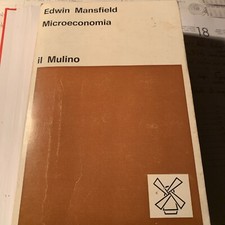 Edwin Mansfield
Microeconomia
il Mulino
18